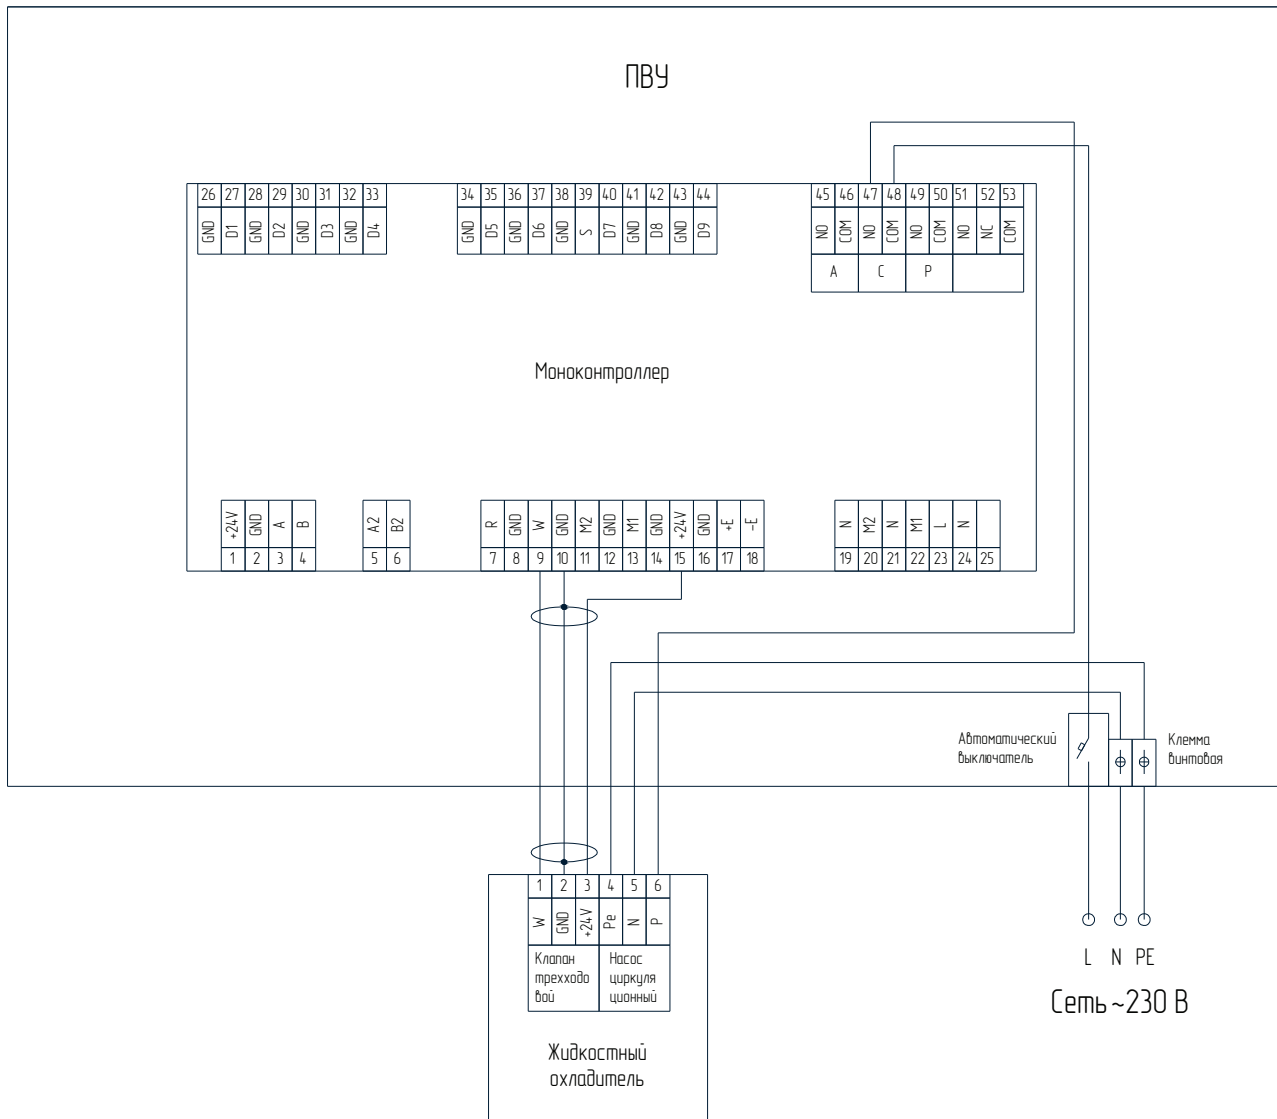 ПВУ
26 27 28 29 30 31 32 33
GND D1 GND D2 GND D3 GND D4
34 35 36 37 38 39 40 41 42 43 44
GND D5 GND D6 GND S D7 GND D8 GND D9
45 46 47 48 49 50 51 52 53
NO COM NO COM NO COM NO NC COM
A C P
Моноконтроллер
+24V GND A B
1 2 3 4
A2 B2
5 6
R GND W GND M2 GND M1 GND +24V GND +E -E
7 8 9 10 11 12 13 14 15 16 17 18
N M2 N M1 L N
19 20 21 22 23 24 25
Автоматический
выключатель
Клемма
винтовая
1 2 3 4 5 6
W GND +24V Pe N P
Клапан
трехходо
вой
Насос
циркуля
ционный
Жидкостный
охладитель
L N PE
Сеть ~230 В